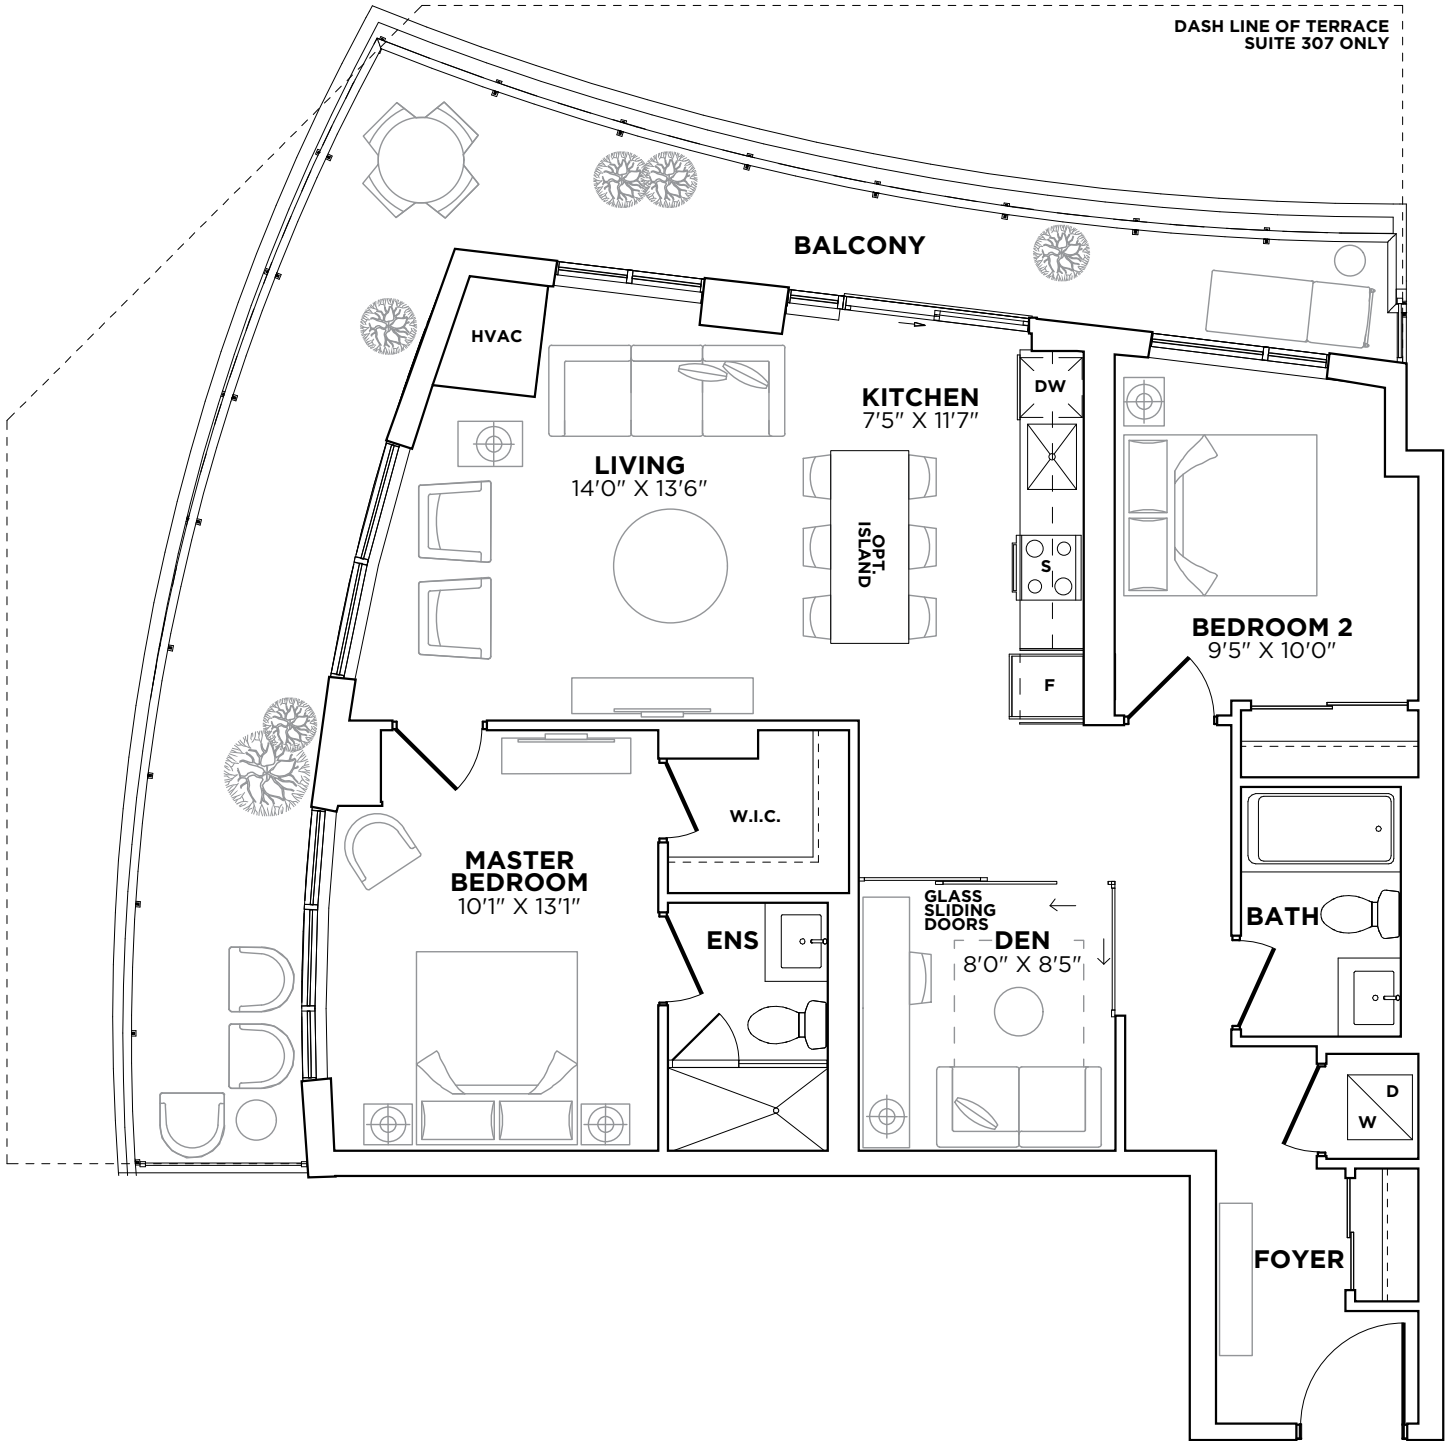 DASH LINE OF TERRACE
SUITE 307 ONLY
BALCONY
HVAC
KITCHEN
7'5" X 11'7"
DW
LIVING
14'0" X 13'6"
OPT.
ISLAND
S
BEDROOM 2
9'5" X 10'0"
F
W.I.C.
MASTER
BEDROOM
10'1" X 13'1"
GLASS
SLIDING
DOORS
ENS
DEN
8'0" X 8'5"
BATH
D
W
FOYER